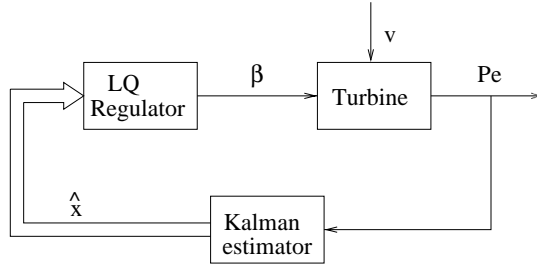 v
LQ
Regulator
β
Turbine
Pe
^
x
Kalman
estimator